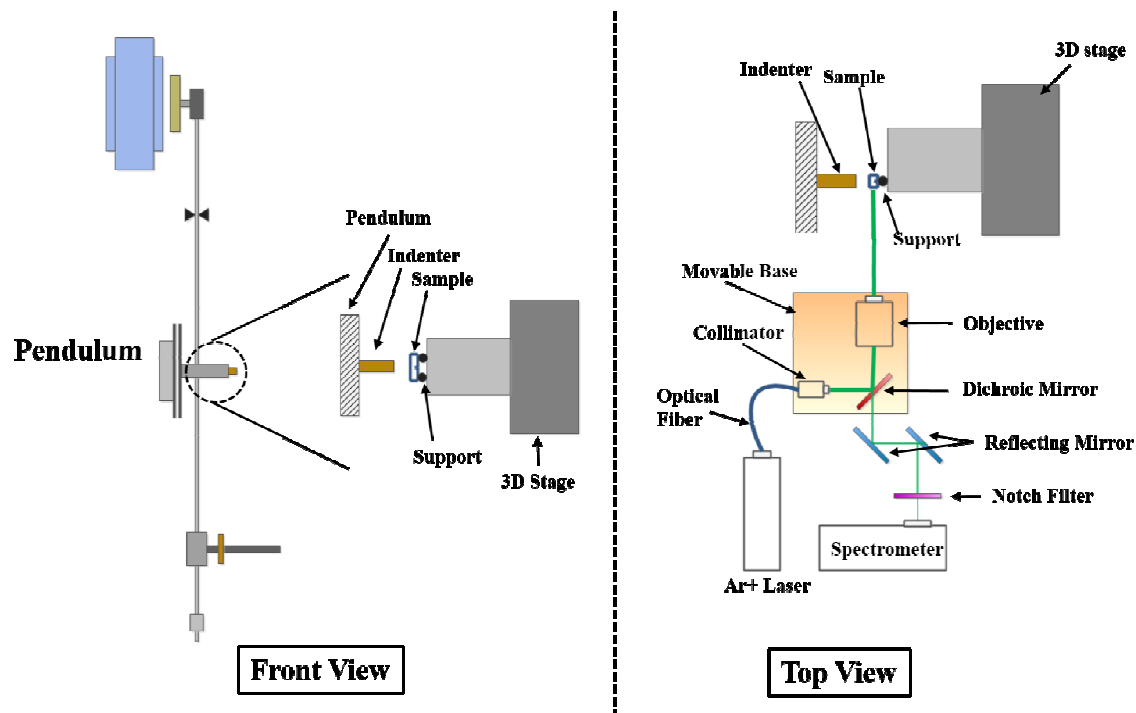 Pendulum
Indenter
Sample
Pendulum
Support
3D Stage
Front View
3D stage
Indenter
Sample
Support
Movable Base
Collimator
Objective
Optical
Fiber
Dichroic Mirror
Reflecting Mirror
Notch Filter
Spectrometer
Ar+ Laser
Top View